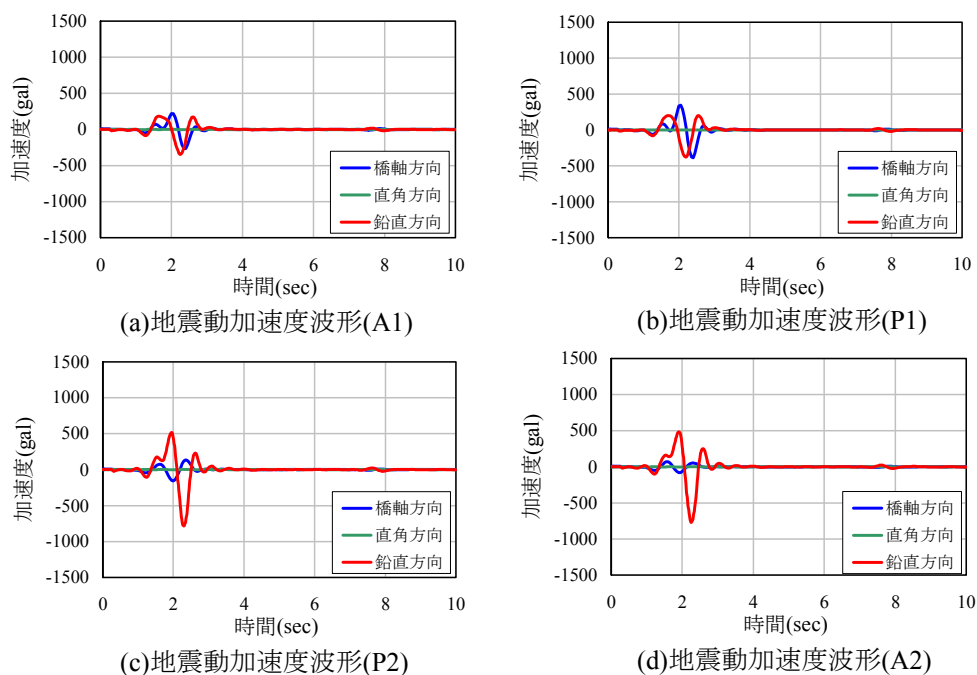 1500
1000
500
0
-500
-1000
-1500
加速度(gal)
橋軸方向
直角方向
鉛直方向
0 2 4 6 8 10
時間(sec)
(a)地震動加速度波形(A1)
1500
1000
500
0
-500
-1000
-1500
加速度(gal)
橋軸方向
直角方向
鉛直方向
0 2 4 6 8 10
時間(sec)
(b)地震動加速度波形(P1)
1500
1000
500
0
-500
-1000
-1500
加速度(gal)
橋軸方向
直角方向
鉛直方向
0 2 4 6 8 10
時間(sec)
(c)地震動加速度波形(P2)
1500
1000
500
0
-500
-1000
-1500
加速度(gal)
橋軸方向
直角方向
鉛直方向
0 2 4 6 8 10
時間(sec)
(d)地震動加速度波形(A2)